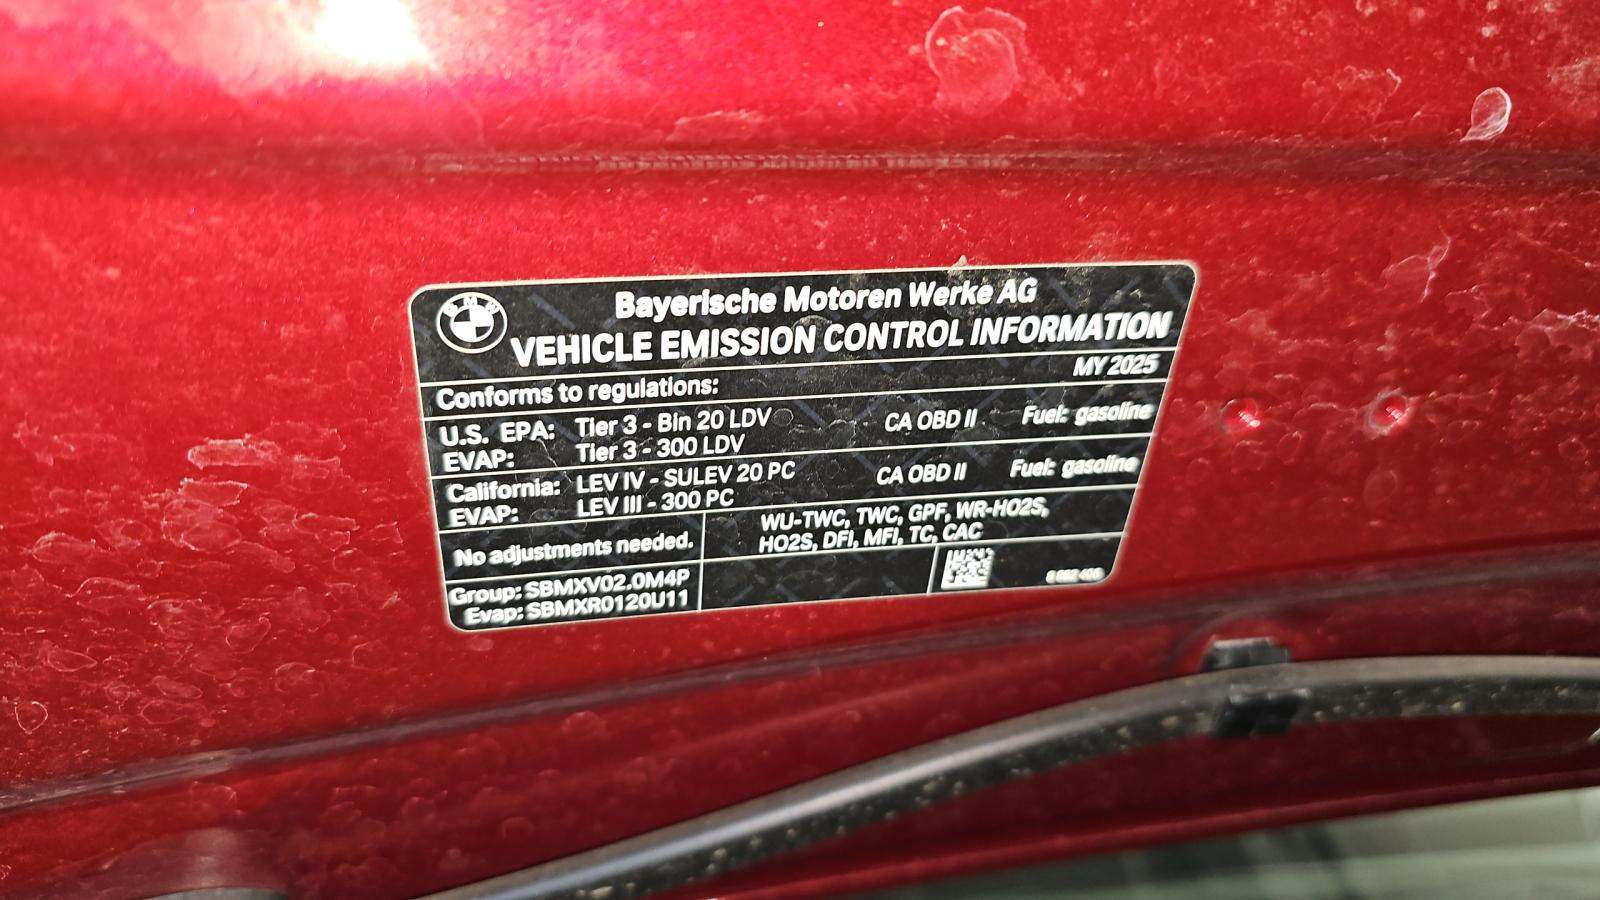 BMW
Bayerische Motoren Werke AG
VEHICLE EMISSION CONTROL INFORMATION
MY 2025
Conforms to regulations:
U.S. EPA: Tier 3 - Bin 20 LDV CA OBD II Fuel: gasoline
EVAP: Tier 3 - 300 LDV
California: LEV IV - SULEV 20 PC CA OBD II Fuel: gasoline
EVAP: LEV III - 300 PC
No adjustments needed.
WU-TWC, TWC, GPF, WR-HO2S,
HO2S, DFI, MFI, TC, CAC
Group: SBMXV02.0M4P
Evap: SBMXR0120U11